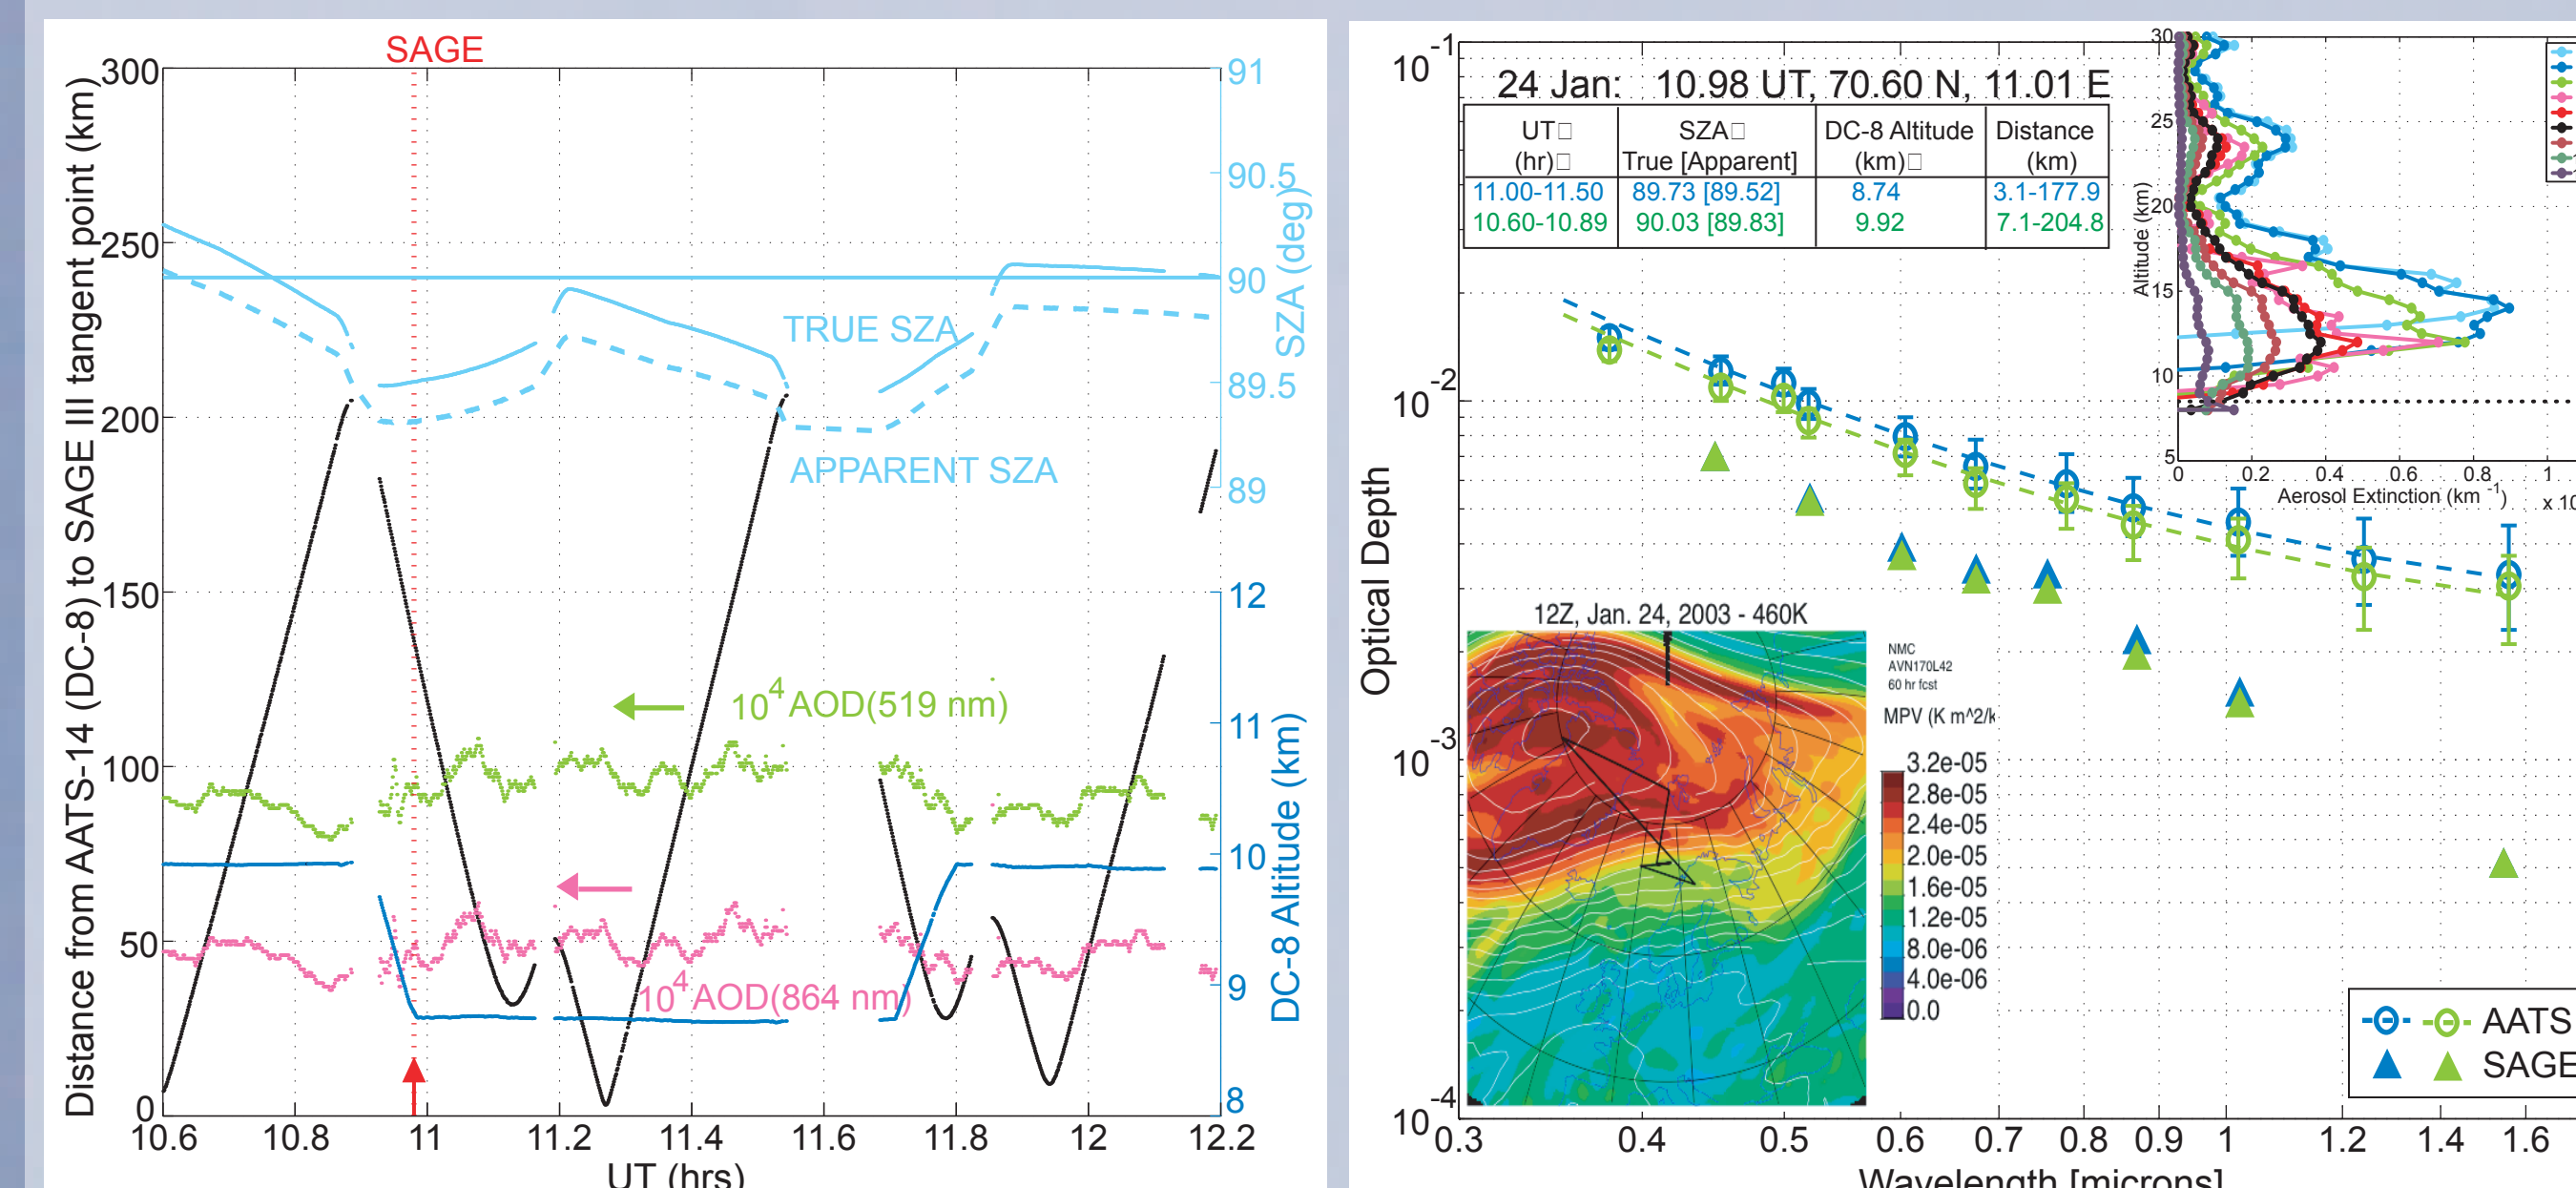 SAGE
300
250
200
150
100
50
0
Distance from AATS-14 (DC-8) to SAGE III tangent point (km)
91
90.5
90
89.5
89
SZA (deg)
12
11
10
9
8
DC-8 Altitude (km)
TRUE SZA
APPARENT SZA
10^4 AOD(519 nm)
10^4 AOD(864 nm)
10.6 10.8 11 11.2 11.4 11.6 11.8 12 12.2
UT (hrs)
10^-1
10^-2
10^-3
10^-4
Optical Depth
24 Jan: 10.98 UT, 70.60 N, 11.01 E
UT□ SZA□ DC-8 Altitude Distance
(hr)□ True [Apparent] (km)□ (km)
11.00-11.50 89.73 [89.52] 8.74 3.1-177.9
10.60-10.89 90.03 [89.83] 9.92 7.1-204.8
30
25
20
15
10
5
Altitude (km)
0 0.2 0.4 0.6 0.8 1
Aerosol Extinction (km^-1)
x 10
12Z, Jan. 24, 2003 - 460K
NMC
AVN170L42
60 hr fcst
MPV (K m^2/k
3.2e-05
2.8e-05
2.4e-05
2.0e-05
1.6e-05
1.2e-05
8.0e-06
4.0e-06
0.0
AATS
SAGE
0.3 0.4 0.5 0.6 0.7 0.8 0.9 1 1.2 1.4 1.6
Wavelength [microns]